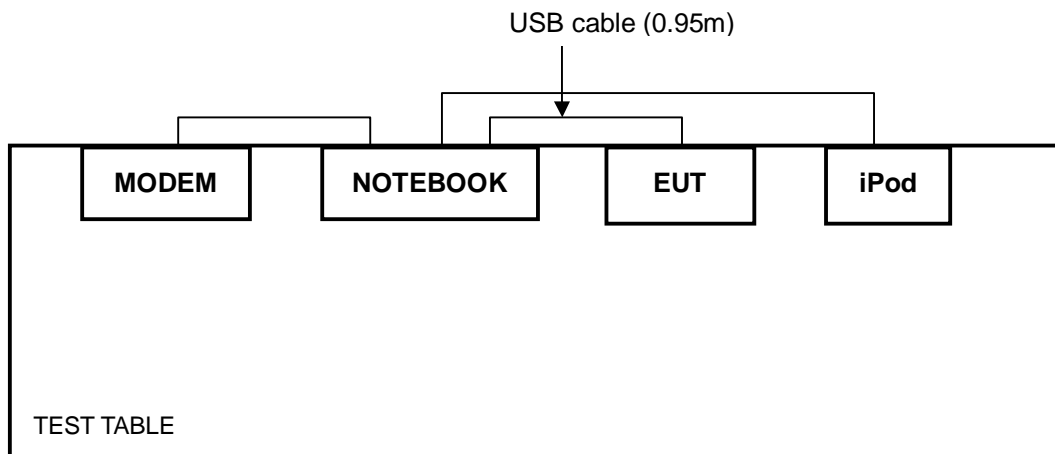 USB cable (0.95m)
MODEM
NOTEBOOK
EUT
iPod
TEST TABLE